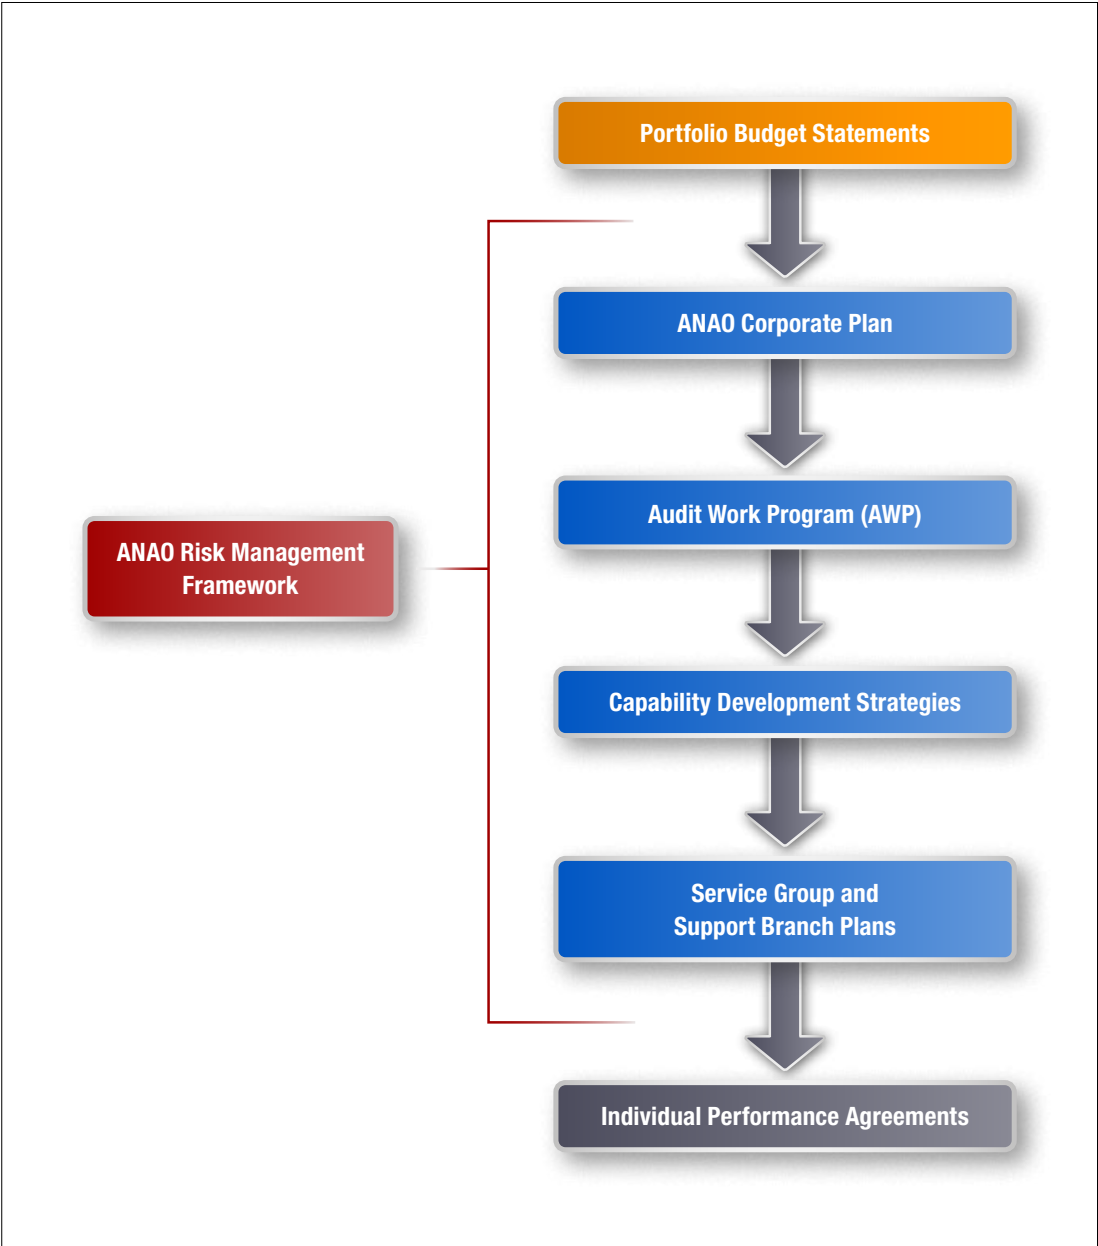 Portfolio Budget Statements
ANAO Corporate Plan
Audit Work Program (AWP)
ANAO Risk Management
Framework
Capability Development Strategies
Service Group and
Support Branch Plans
Individual Performance Agreements